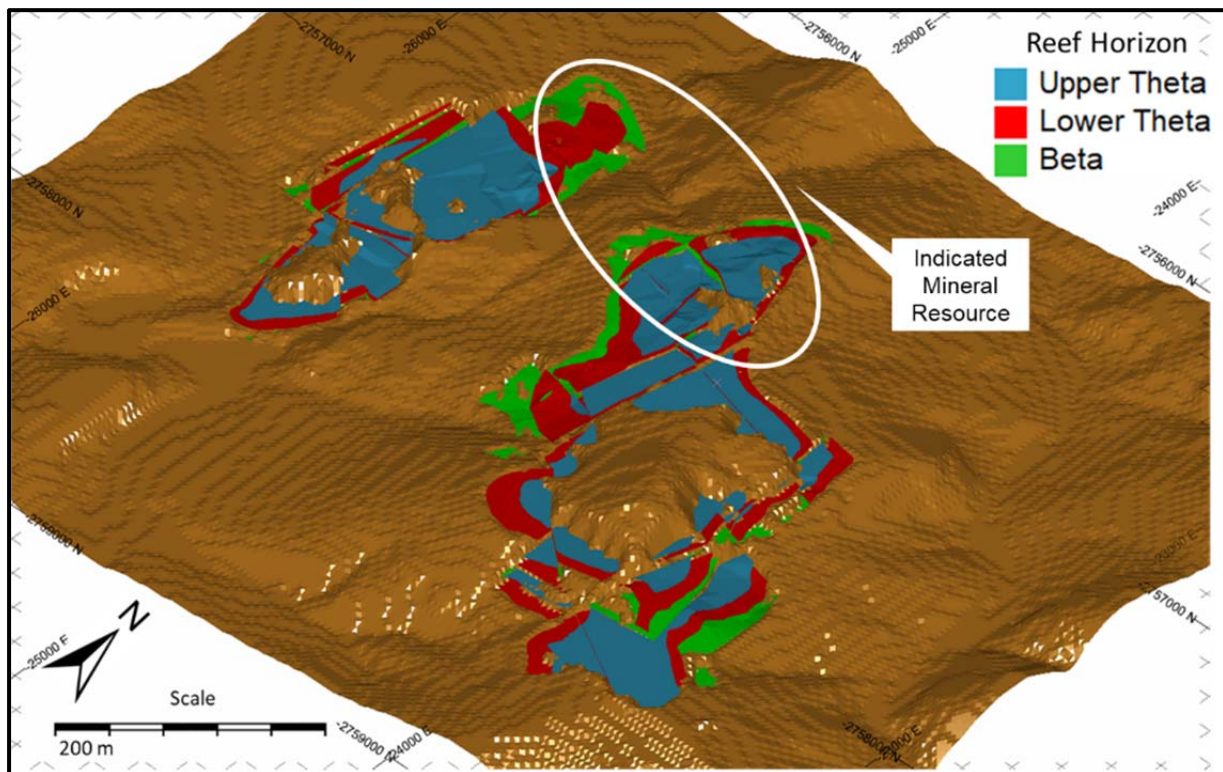 -2757000 N
-26000 E
-2756000 N
-25000 E
Reef Horizon
Upper Theta
Lower Theta
Beta
-2758000 N
-24000 E
-2756000 N
Indicated
Mineral
Resource
-26000 E
-2757000 N
N
-25000 E
Scale
200 m
-2759000 N
-24000 E
-2758000 N